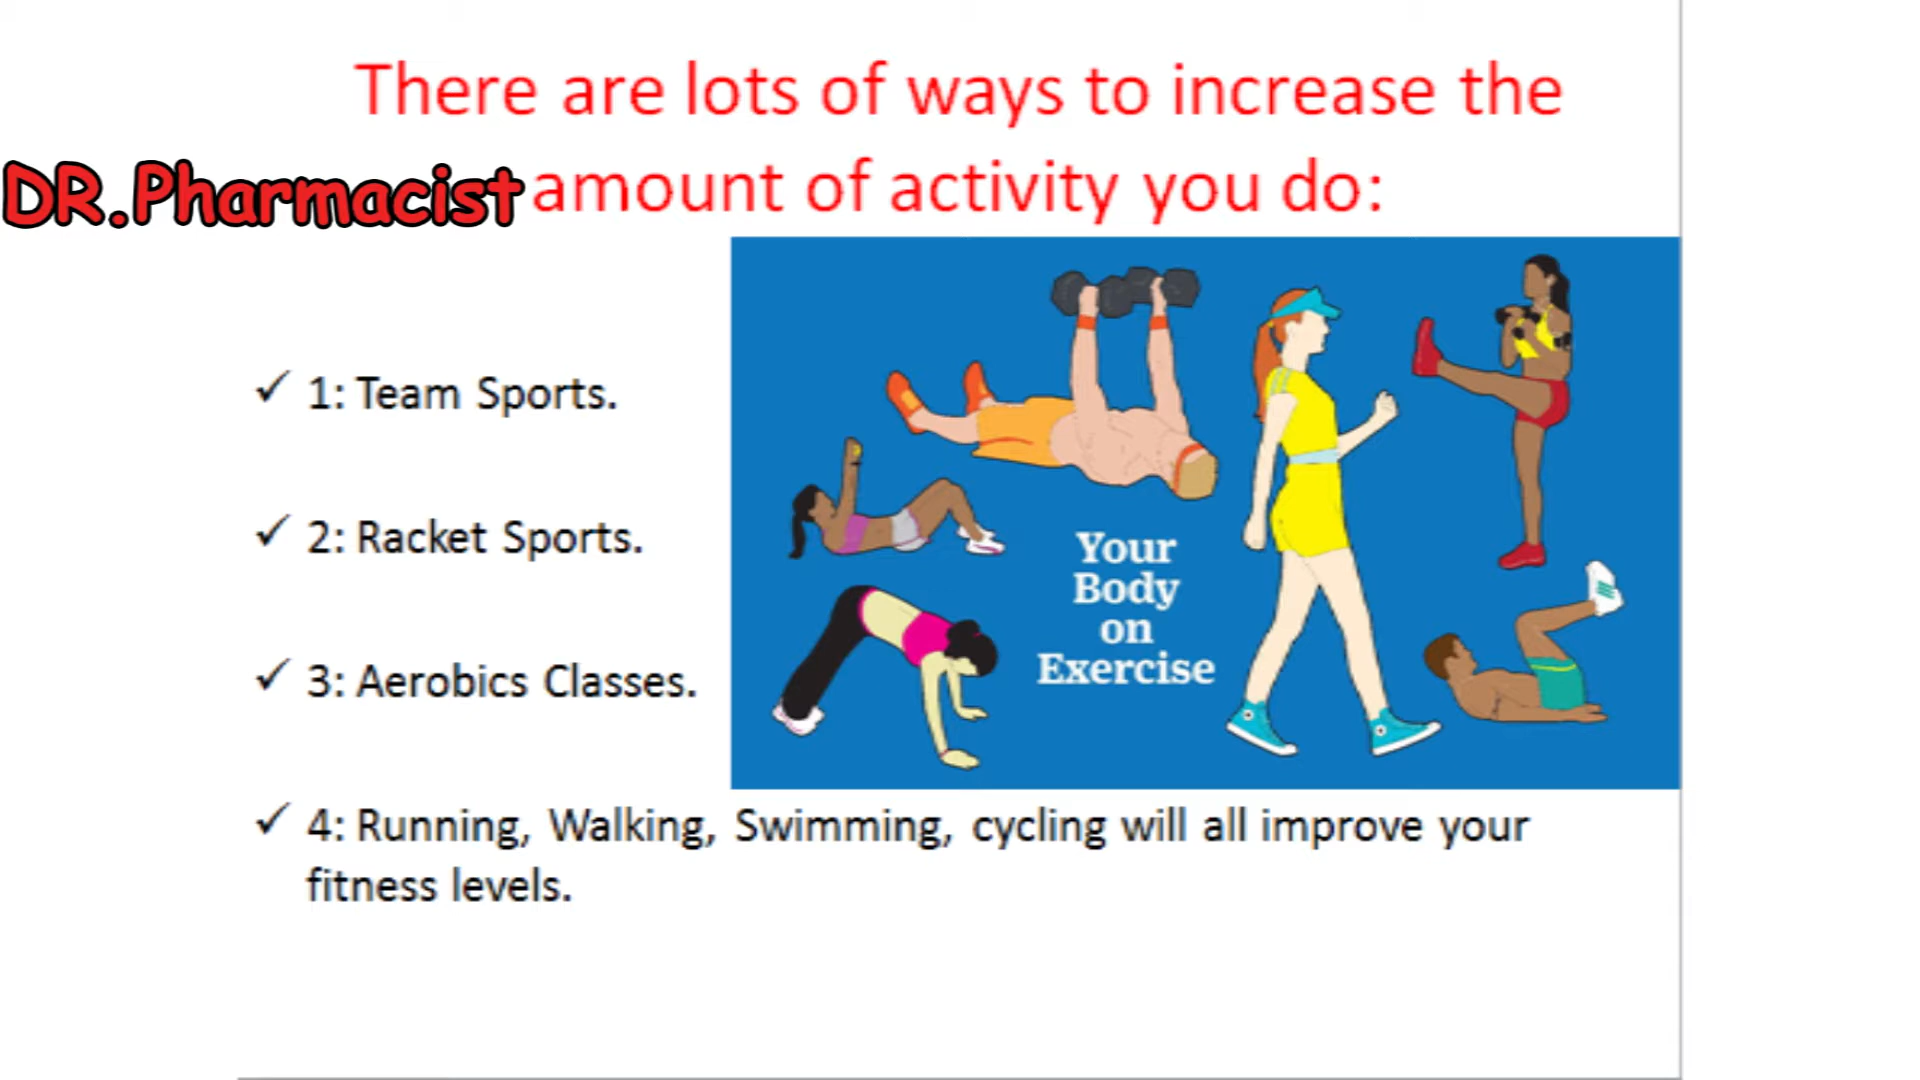 There are lots of ways to increase the
DR.Pharmacist amount of activity you do:
✓ 1: Team Sports.
✓ 2: Racket Sports.
✓ 3: Aerobics Classes.
Your
Body
on
Exercise
✓ 4: Running, Walking, Swimming, cycling will all improve your
fitness levels.